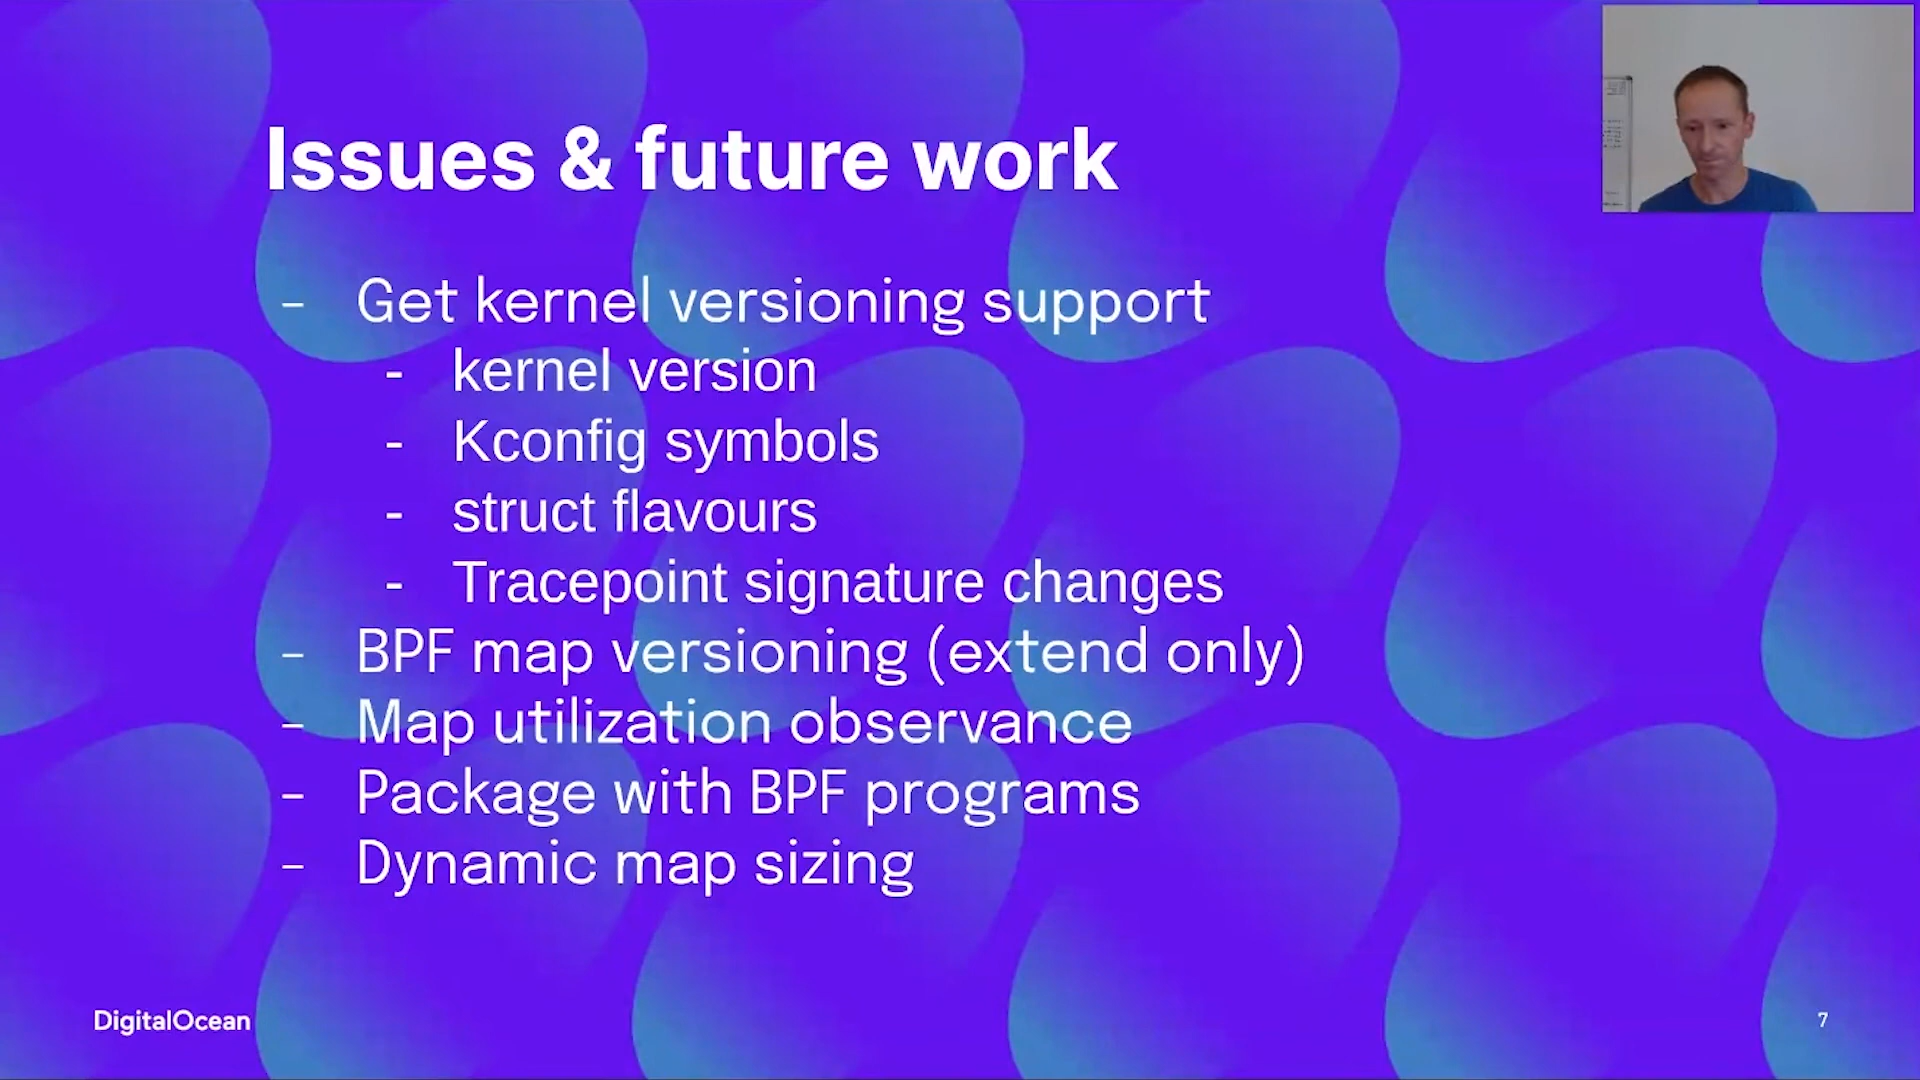 Issues & future work
- Get kernel versioning support
- kernel version
- Kconfig symbols
- struct flavours
- Tracepoint signature changes
- BPF map versioning (extend only)
- Map utilization observance
- Package with BPF programs
- Dynamic map sizing
DigitalOcean
7